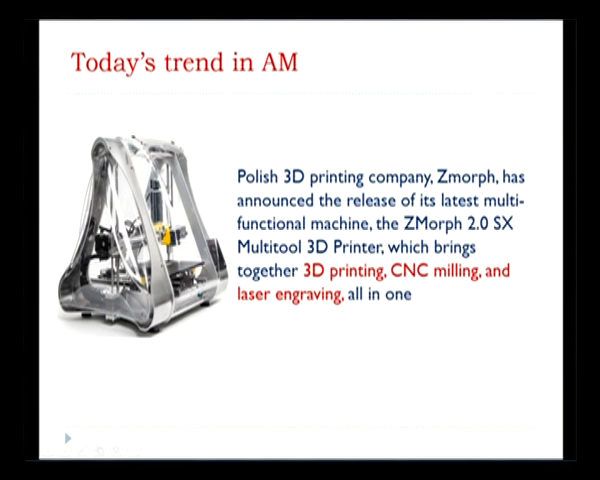 Today's trend in AM
Polish 3D printing company, Zmorph, has
announced the release of its latest multi-
functional machine, the ZMorph 2.0 SX
Multitool 3D Printer, which brings
together 3D printing, CNC milling, and
laser engraving, all in one